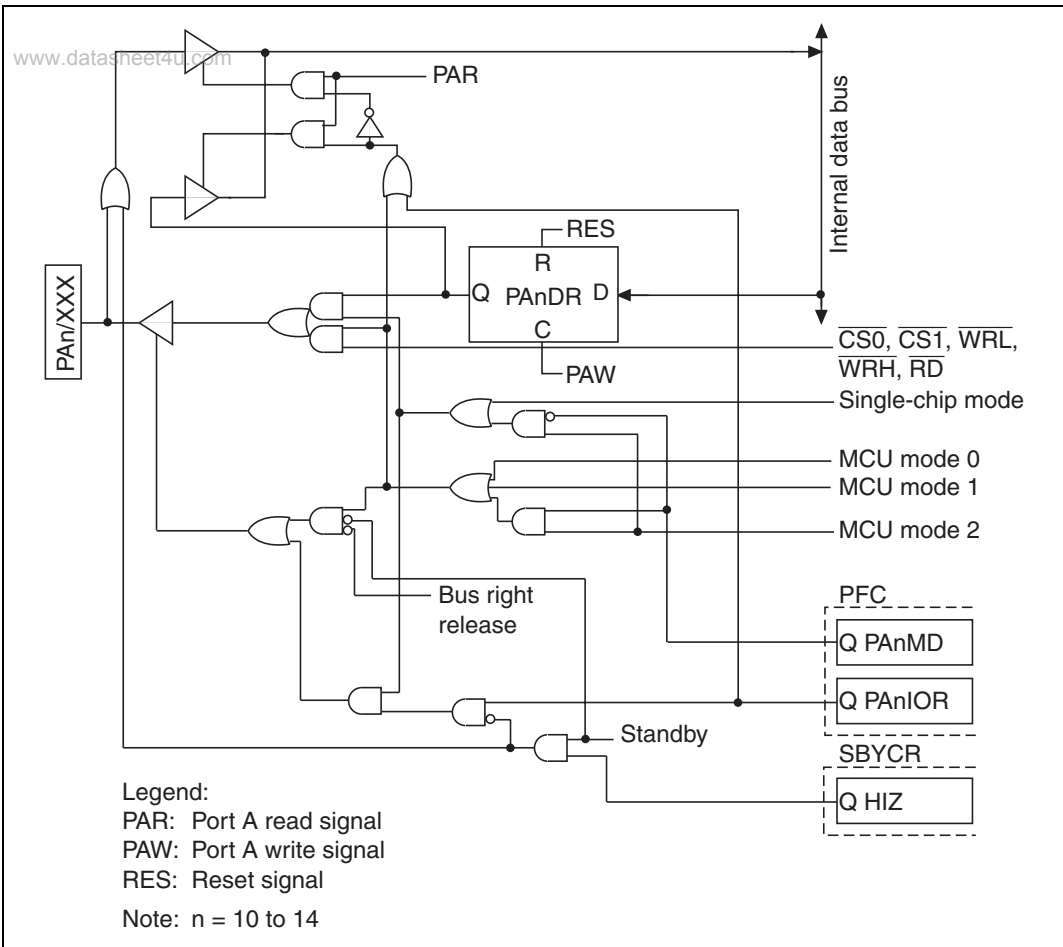 www.datasheet4u.com
PAR
Internal data bus
RES
R
Q PAnDR D
C
PAW
PAn/XXX
CS0, CS1, WRL,
WRH, RD
Single-chip mode
MCU mode 0
MCU mode 1
MCU mode 2
Bus right
release
PFC
Q PAnMD
Q PAnIOR
Standby
SBYCR
Q HIZ
Legend:
PAR: Port A read signal
PAW: Port A write signal
RES: Reset signal
Note: n = 10 to 14